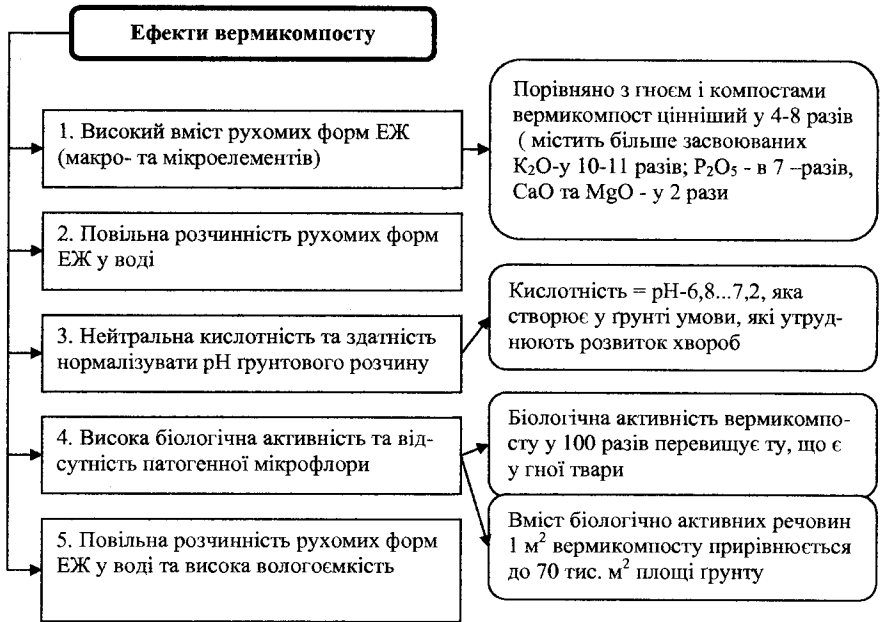 Ефекти вермикомпосту
1. Високий вміст рухомих форм ЕЖ
(макро- та мікроелементів)
Порівняно з гноєм і компостами
вермикомпост цінніший у 4-8 разів
( містить більше засвоюваних
K₂O-у 10-11 разів; P₂O₅ - в 7 –разів,
CaO та MgO - у 2 рази
2. Повільна розчинність рухомих форм
ЕЖ у воді
3. Нейтральна кислотність та здатність
нормалізувати рН ґрунтового розчину
Кислотність = рН-6,8...7,2, яка
створює у ґрунті умови, які утруд-
нюють розвиток хвороб
4. Висока біологічна активність та від-
сутність патогенної мікрофлори
Біологічна активність вермикомпо-
сту у 100 разів перевищує ту, що є
у гної твари
Вміст біологічно активних речовин
1 м² вермикомпосту прирівнюється
до 70 тис. м² площі ґрунту
5. Повільна розчинність рухомих форм
ЕЖ у воді та висока вологоємкість